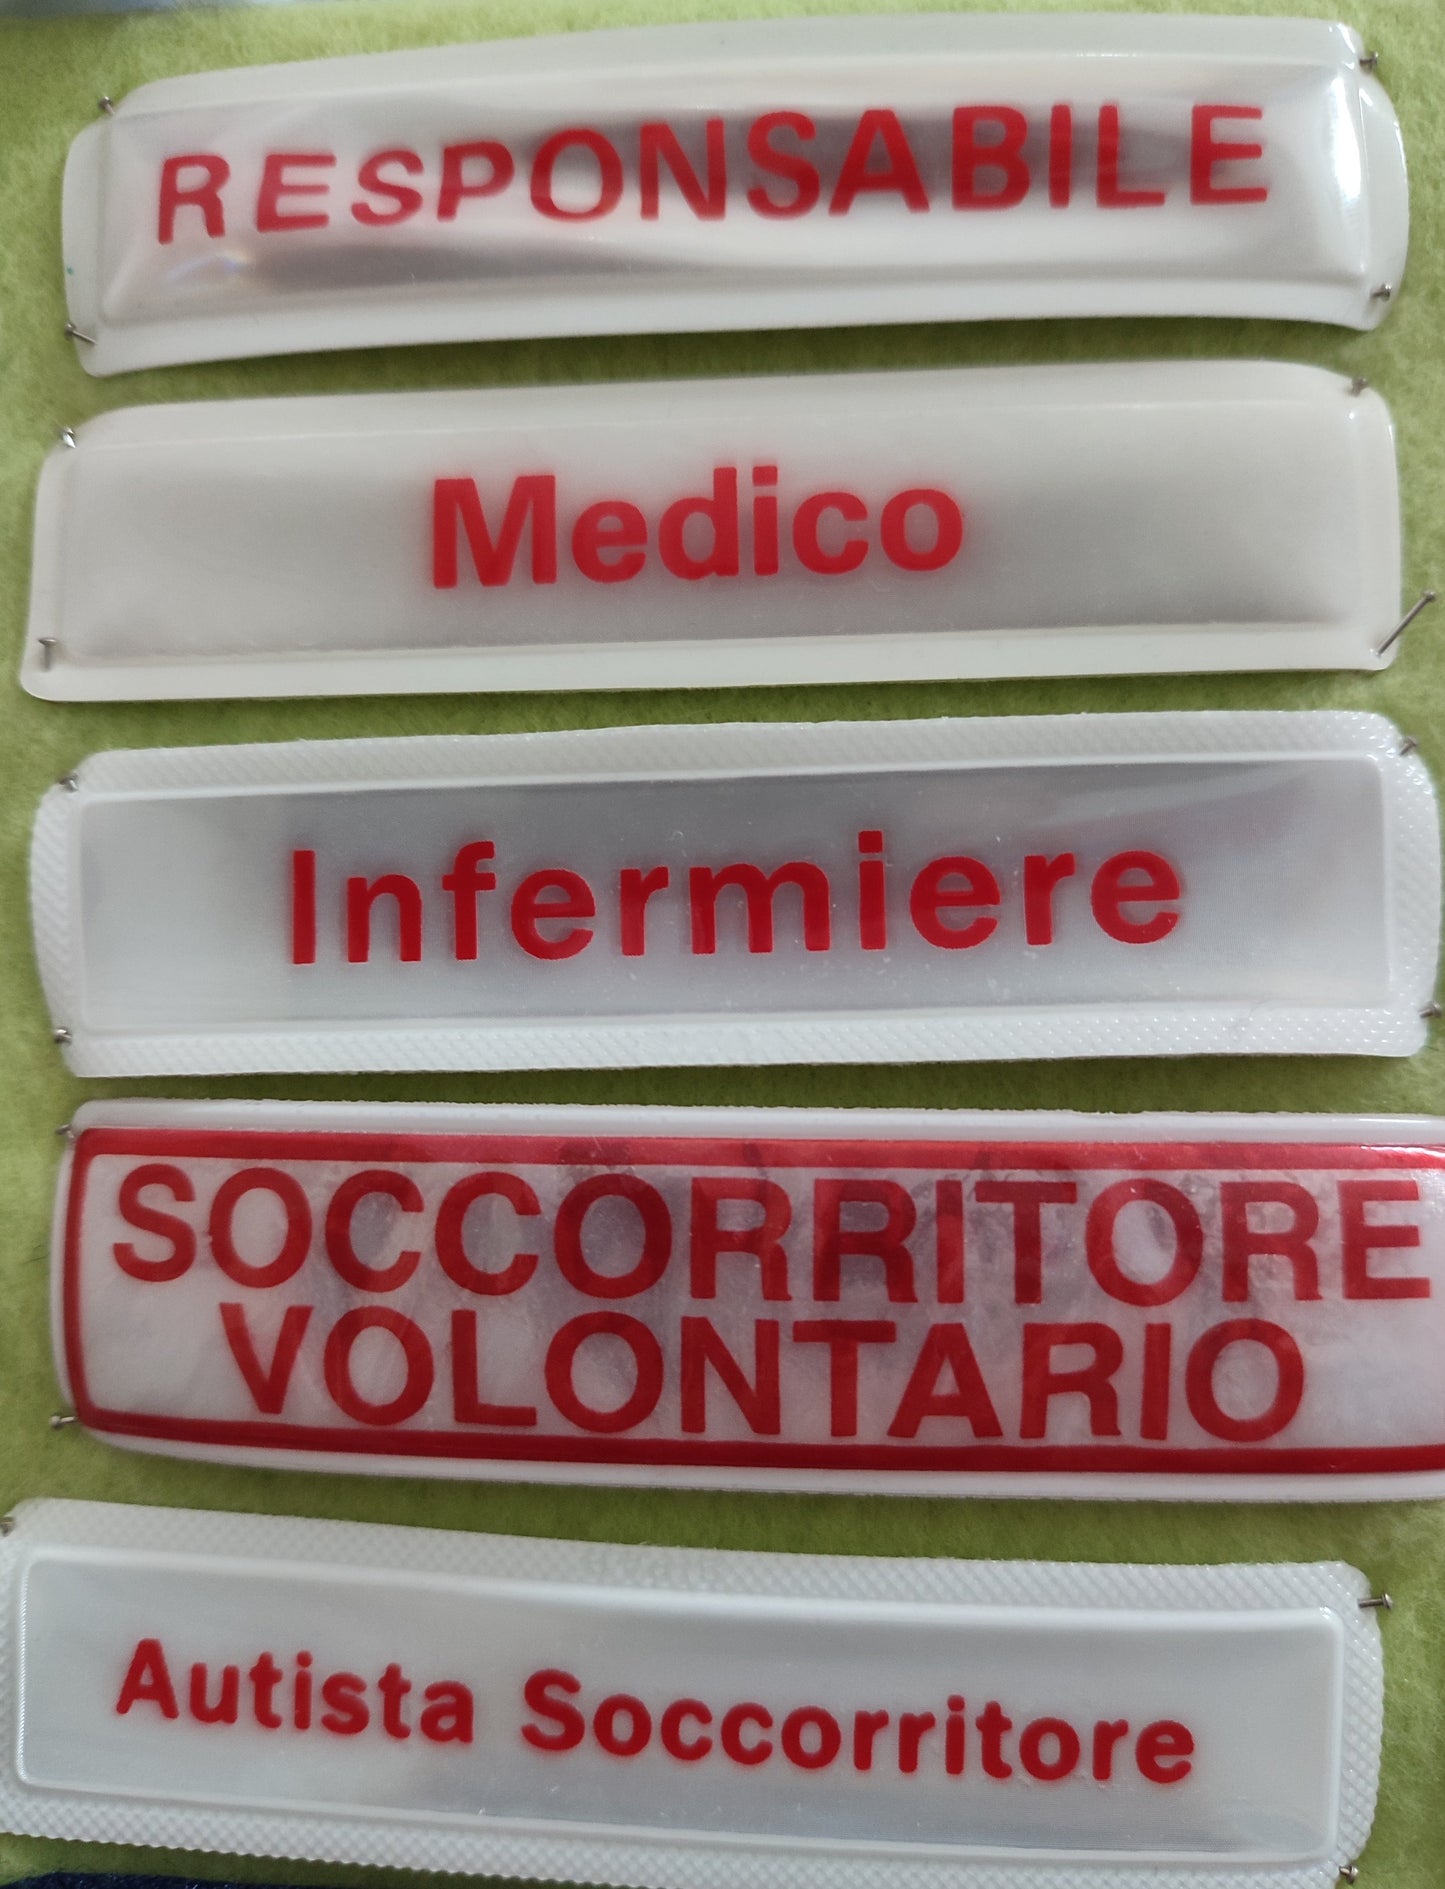 RESPONSABILE
Medico
Infermiere
SOCCORRITORE
VOLONTARIO
Autista Soccorritore